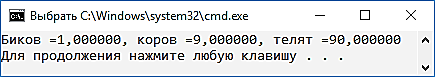 Выбрать C:\Windows\system32\cmd.exe
Биков =1,000000, коров =9,000000, телят =90,000000
Для продолжения нажмите любую клавишу . . .